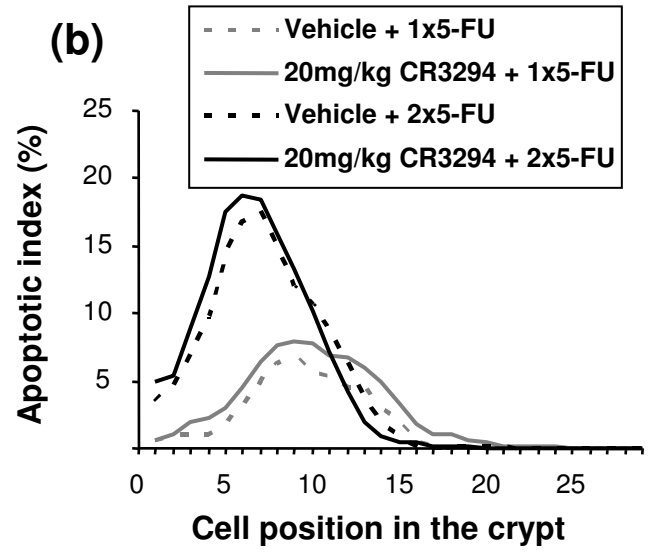 (b)
Vehicle + 1x5-FU
20mg/kg CR3294 + 1x5-FU
Vehicle + 2x5-FU
20mg/kg CR3294 + 2x5-FU
Apoptotic index (%)
25
20
15
10
5
0 5 10 15 20 25
Cell position in the crypt